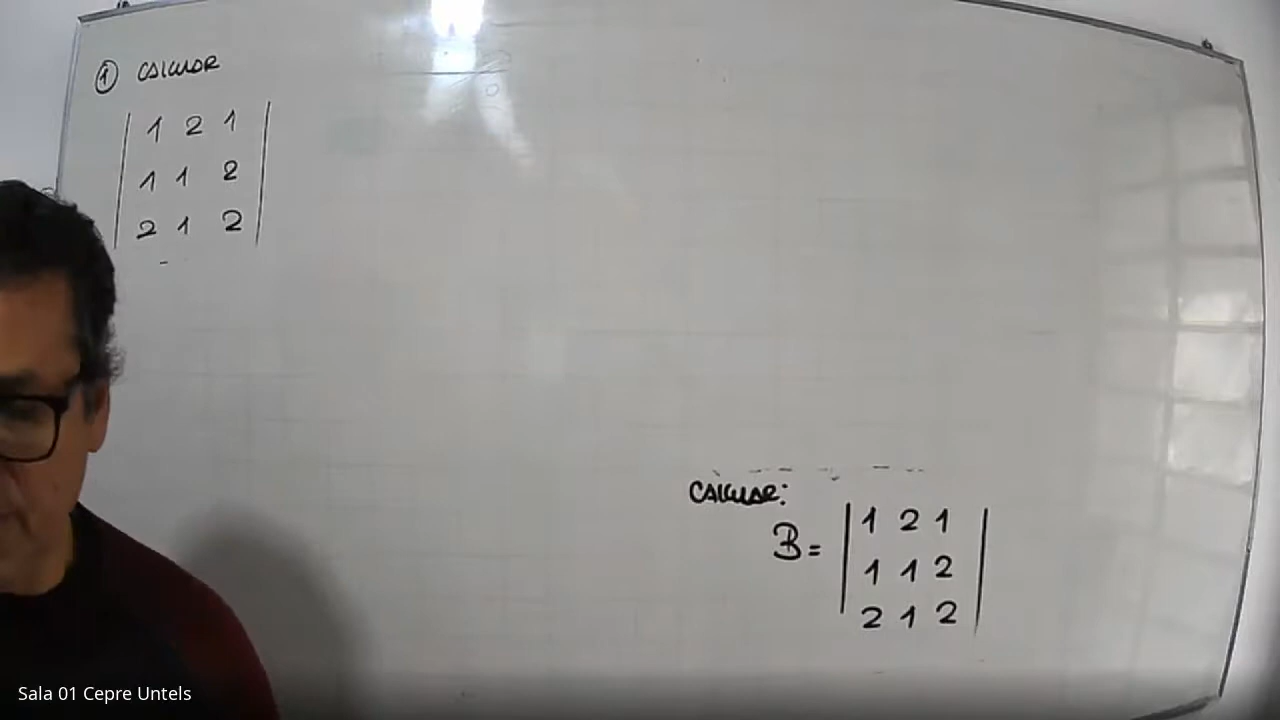 ① CALCULAR
| 1 2 1 |
| 1 1 2 |
| 2 1 2 |
CALCULAR:
B = | 1 2 1 |
| 1 1 2 |
| 2 1 2 |
Sala 01 Cepre Untels